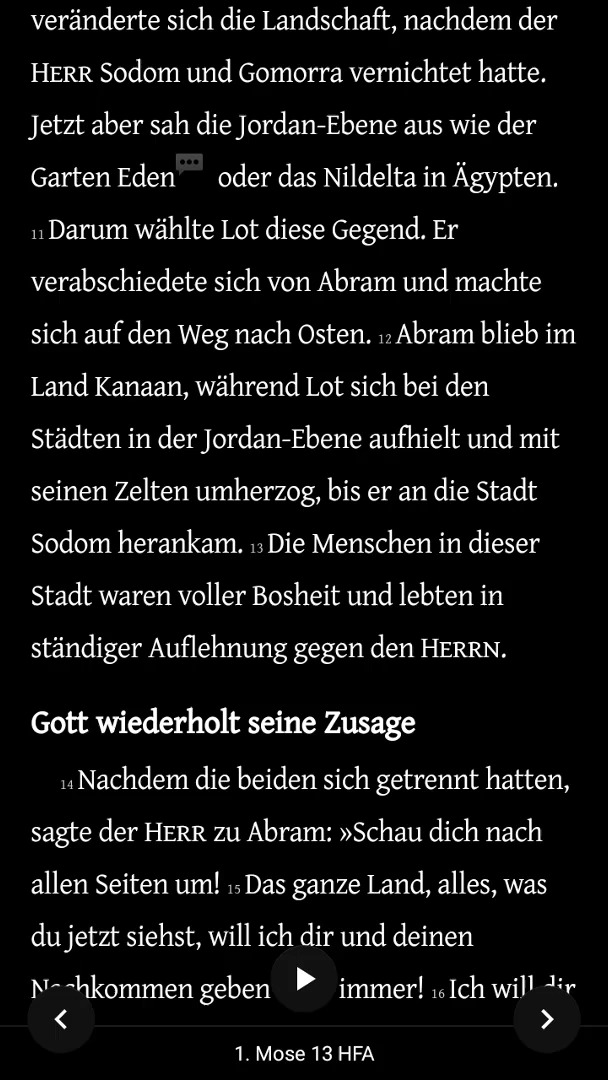 veränderte sich die Landschaft, nachdem der
HERR Sodom und Gomorra vernichtet hatte.
Jetzt aber sah die Jordan-Ebene aus wie der
Garten Eden oder das Nildelta in Ägypten.
11 Darum wählte Lot diese Gegend. Er
verabschiedete sich von Abram und machte
sich auf den Weg nach Osten. 12 Abram blieb im
Land Kanaan, während Lot sich bei den
Städten in der Jordan-Ebene aufhielt und mit
seinen Zelten umherzog, bis er an die Stadt
Sodom herankam. 13 Die Menschen in dieser
Stadt waren voller Bosheit und lebten in
ständiger Auflehnung gegen den HERRN.
Gott wiederholt seine Zusage
14 Nachdem die beiden sich getrennt hatten,
sagte der HERR zu Abram: »Schau dich nach
allen Seiten um! 15 Das ganze Land, alles, was
du jetzt siehst, will ich dir und deinen
Nachkommen geben immer! 16 Ich will dir
1. Mose 13 HFA